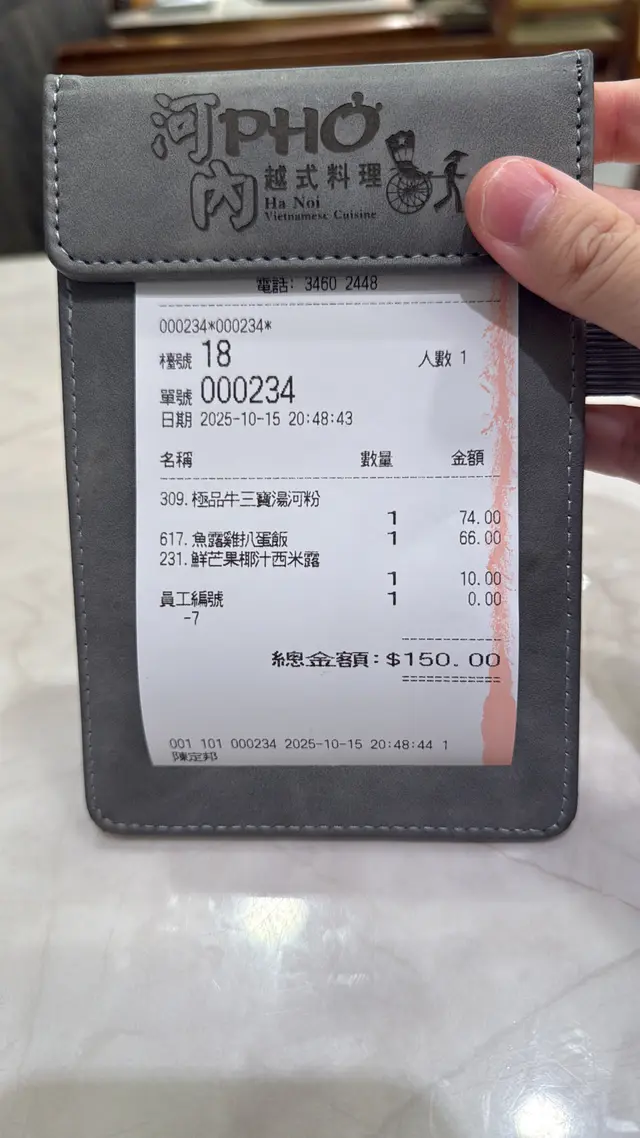 河內 PHỞ
越式料理
Ha Noi
Vietnamese Cuisine
電話: 3460 2448
000234*000234*
檯號 18 人數 1
單號 000234
日期 2025-10-15 20:48:43
名稱 數量 金額
309. 極品牛三寶湯河粉
1 74.00
617. 魚露雞扒蛋飯 1 66.00
231. 鮮芒果椰汁西米露
1 10.00
員工編號 1 0.00
-7
總金額: $150.00
001 101 000234 2025-10-15 20:48:44 1
陳定邦